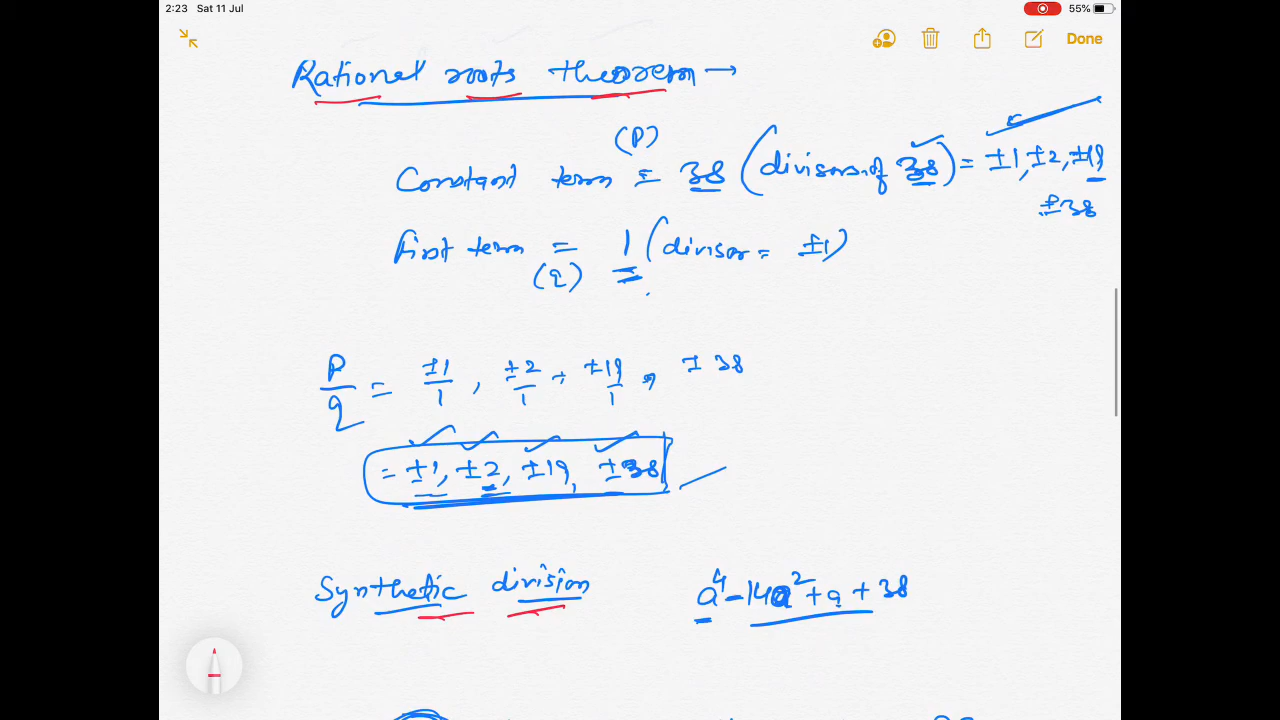 2:23 Sat 11 Jul 55%
Done
Rational roots theorem →
(P)
Constant term = 38 (divisors of 38) = ±1, ±2, ±19
±38
First term = 1 (divisor = ±1)
(q)
P/q = ±1/1, ±2/1, ±19/1, ±38
= ±1, ±2, ±19, ±38
Synthetic division a⁴-14a²+a+38